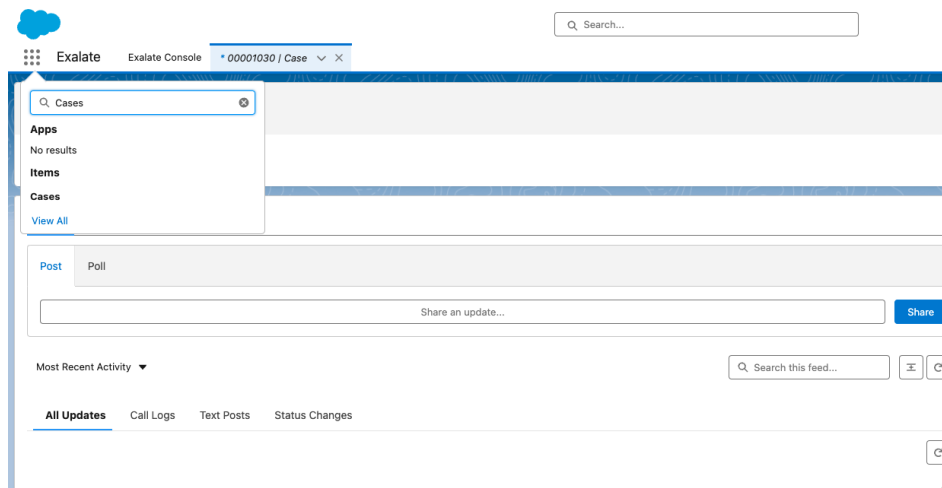 Search...
Exalate
Exalate Console
* 00001030 | Case
Cases
Apps
No results
Items
Cases
View All
Post
Poll
Share an update...
Share
Most Recent Activity
Search this feed...
All Updates
Call Logs
Text Posts
Status Changes